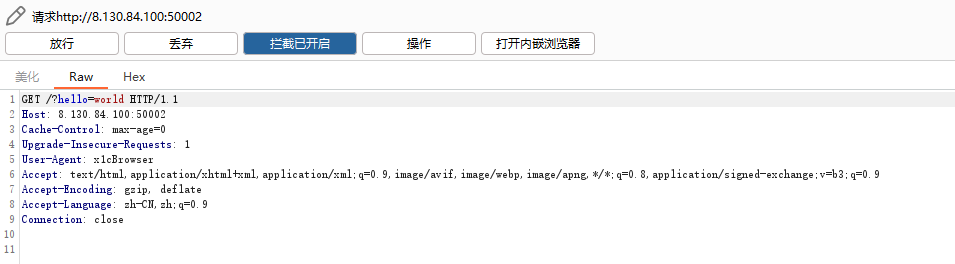 请求http://8.130.84.100:50002
放行 丢弃 拦截已开启 操作 打开内嵌浏览器
美化 Raw Hex
1 GET /?hello=world HTTP/1.1
2 Host: 8.130.84.100:50002
3 Cache-Control: max-age=0
4 Upgrade-Insecure-Requests: 1
5 User-Agent: x1cBrowser
6 Accept: text/html,application/xhtml+xml,application/xml;q=0.9,image/avif,image/webp,image/apng,*/*;q=0.8,application/signed-exchange;v=b3;q=0.9
7 Accept-Encoding: gzip, deflate
8 Accept-Language: zh-CN,zh;q=0.9
9 Connection: close
10
11